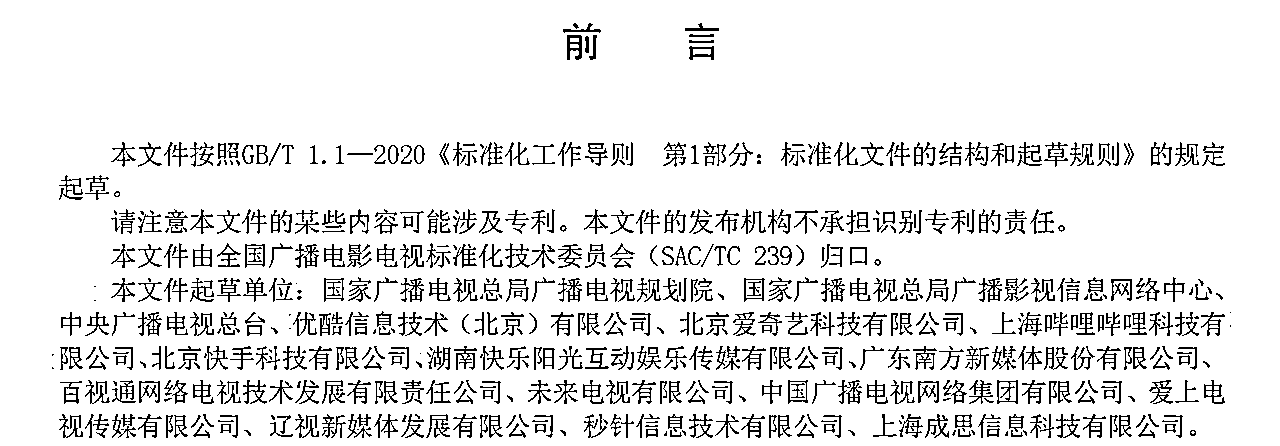 前　　言
本文件按照GB/T 1.1—2020《标准化工作导则　第1部分：标准化文件的结构和起草规则》的规定
起草。
请注意本文件的某些内容可能涉及专利。本文件的发布机构不承担识别专利的责任。
本文件由全国广播电影电视标准化技术委员会（SAC/TC 239）归口。
本文件起草单位：国家广播电视总局广播电视规划院、国家广播电视总局广播影视信息网络中心、
中央广播电视总台、优酷信息技术（北京）有限公司、北京爱奇艺科技有限公司、上海哔哩哔哩科技有
限公司、北京快手科技有限公司、湖南快乐阳光互动娱乐传媒有限公司、广东南方新媒体股份有限公司、
百视通网络电视技术发展有限责任公司、未来电视有限公司、中国广播电视网络集团有限公司、爱上电
视传媒有限公司、辽视新媒体发展有限公司、秒针信息技术有限公司、上海成思信息科技有限公司。